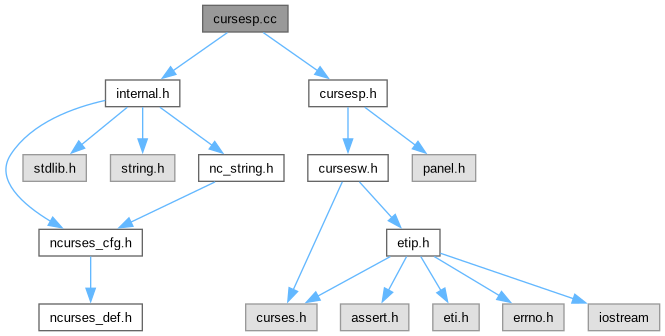 cursesp.cc
internal.h
cursesp.h
stdlib.h
string.h
nc_string.h
cursesw.h
panel.h
ncurses_cfg.h
etip.h
ncurses_def.h
curses.h
assert.h
eti.h
errno.h
iostream